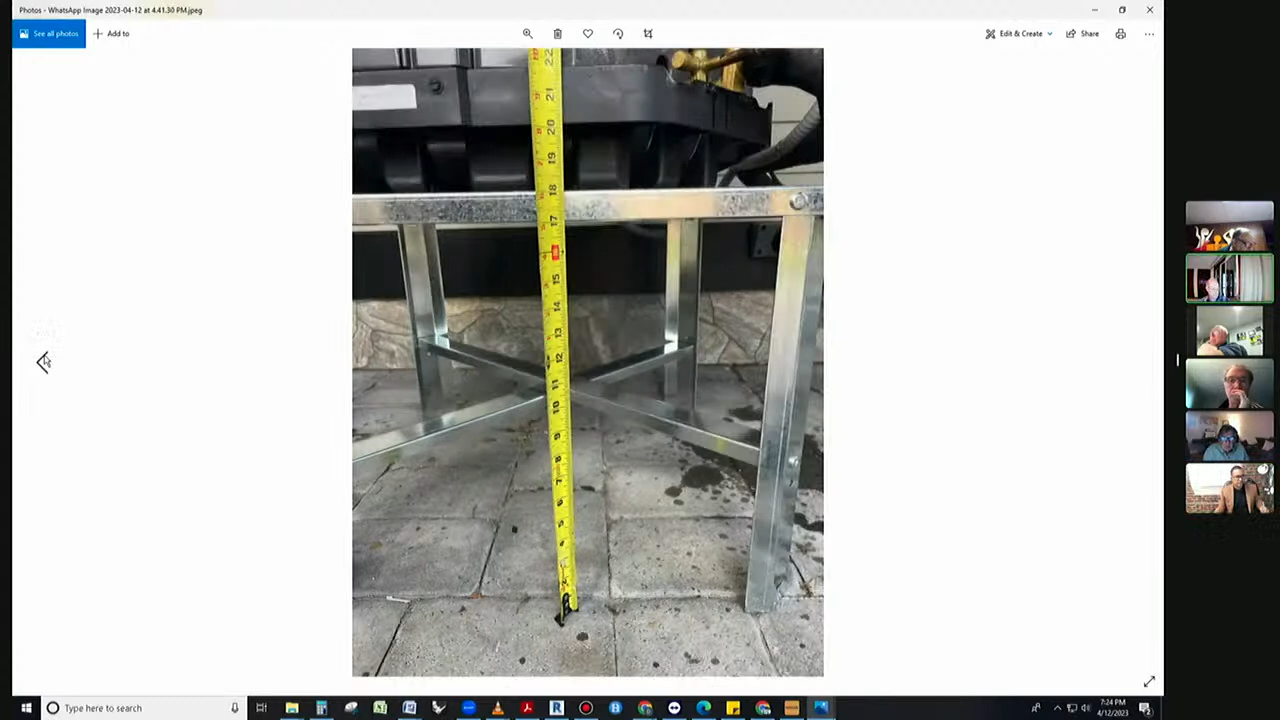 Photos - WhatsApp Image 2023-04-12 at 4.41.30 PM.jpeg
See all photos
Add to
Edit & Create
Share
22
21
20
19
18
17
15
14
13
12
11
10
9
8
7
6
5
4
Type here to search
7:24 PM
4/12/2023